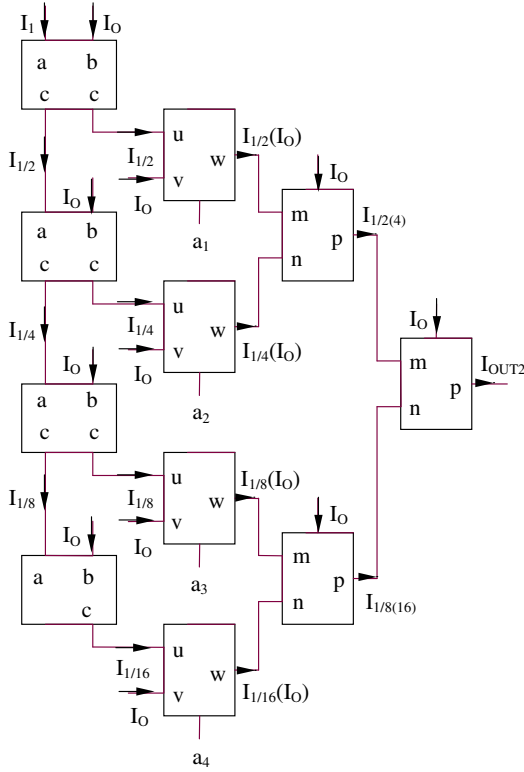 I1 IO
a b
c c
I1/2(IO)
u
I1/2 I1/2 w
v
IO IO IO
a b a1 m I1/2(4)
c c p
n
u
I1/4 w IO
I1/4 v I1/4(IO)
IO IO m
IOUT2
a b a2 p
c c n
I1/8(IO)
u
I1/8 I1/8 w
v IO
IO IO
a b a3 m
p
c n
u I1/8(16)
I1/16 w
v I1/16(IO)
IO
a4